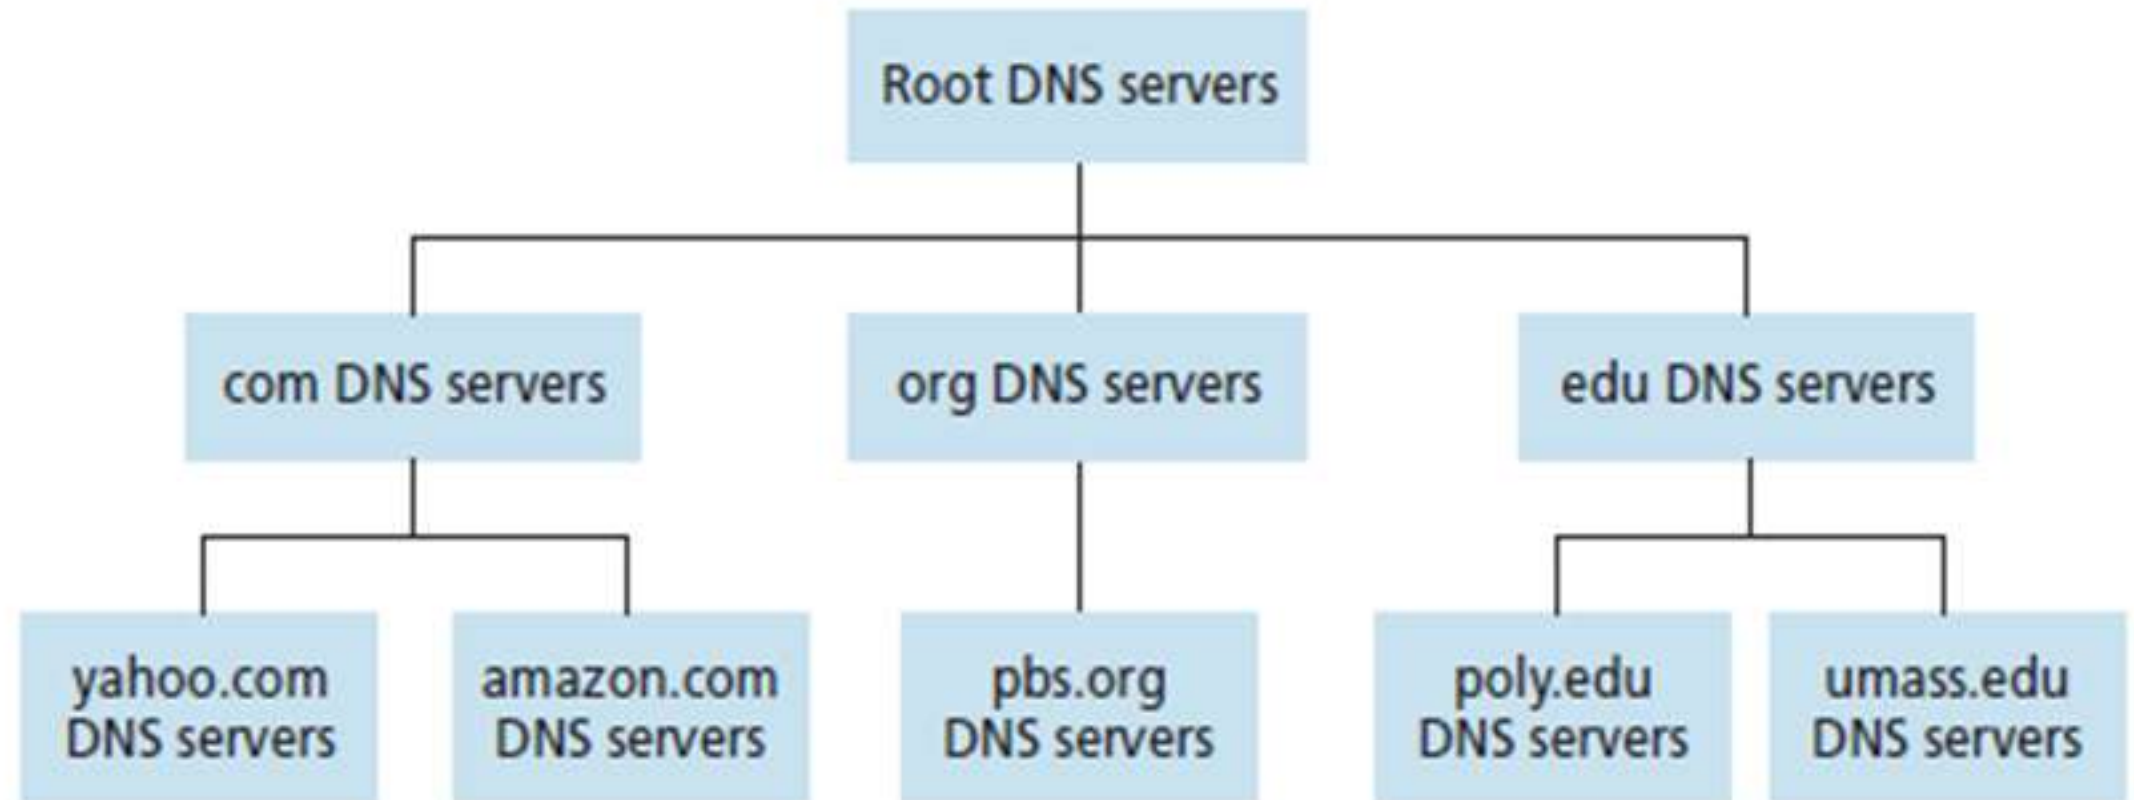 Root DNS servers
com DNS servers
org DNS servers
edu DNS servers
yahoo.com
DNS servers
amazon.com
DNS servers
pbs.org
DNS servers
poly.edu
DNS servers
umass.edu
DNS servers